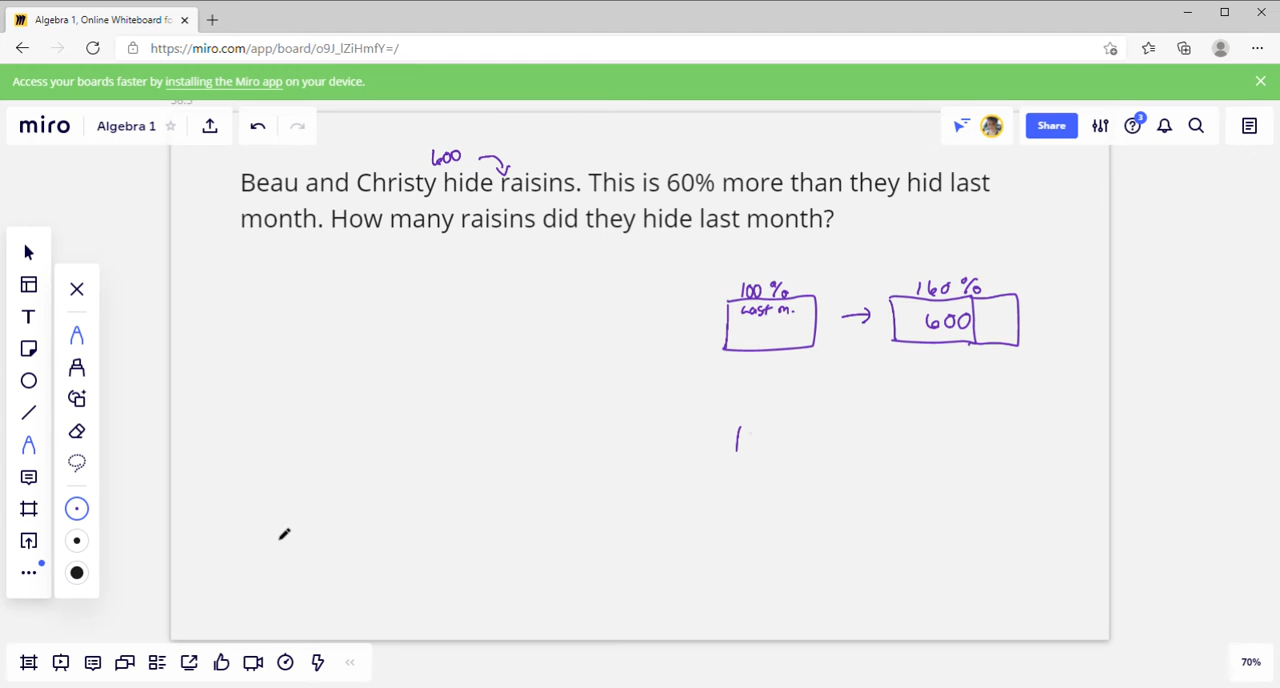 Algebra 1, Online Whiteboard fo
https://miro.com/app/board/o9J_lZiHmfY=/
Access your boards faster by installing the Miro app on your device.
miro
Algebra 1
Share
3
600
Beau and Christy hide raisins. This is 60% more than they hid last
month. How many raisins did they hide last month?
100 % → 160 %
Last m.
600
1
70%